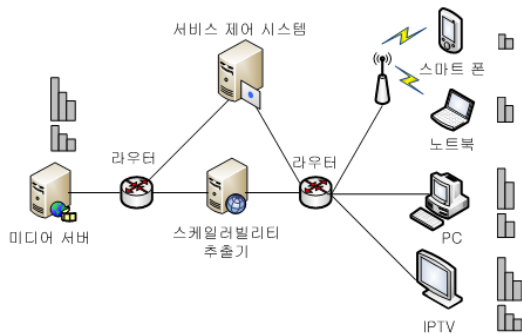 서비스 제어 시스템
스마트 폰
노트북
라우터
라우터
미디어 서버
스케일러빌리티
추출기
PC
IPTV